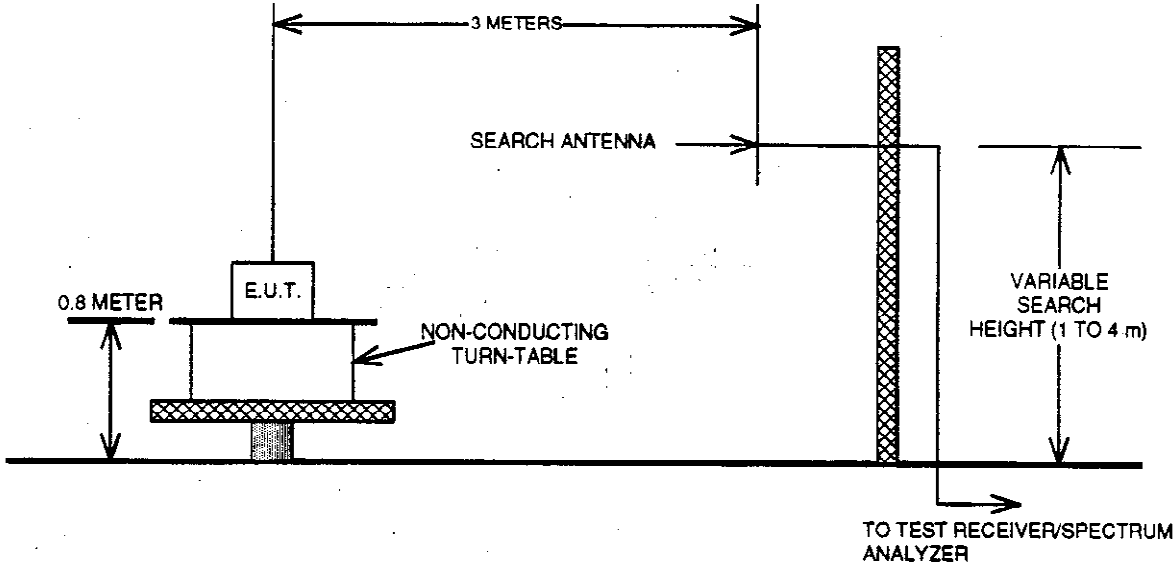 3 METERS
SEARCH ANTENNA
E.U.T.
0.8 METER
NON-CONDUCTING
TURN-TABLE
VARIABLE
SEARCH
HEIGHT (1 TO 4 m)
TO TEST RECEIVER/SPECTRUM
ANALYZER